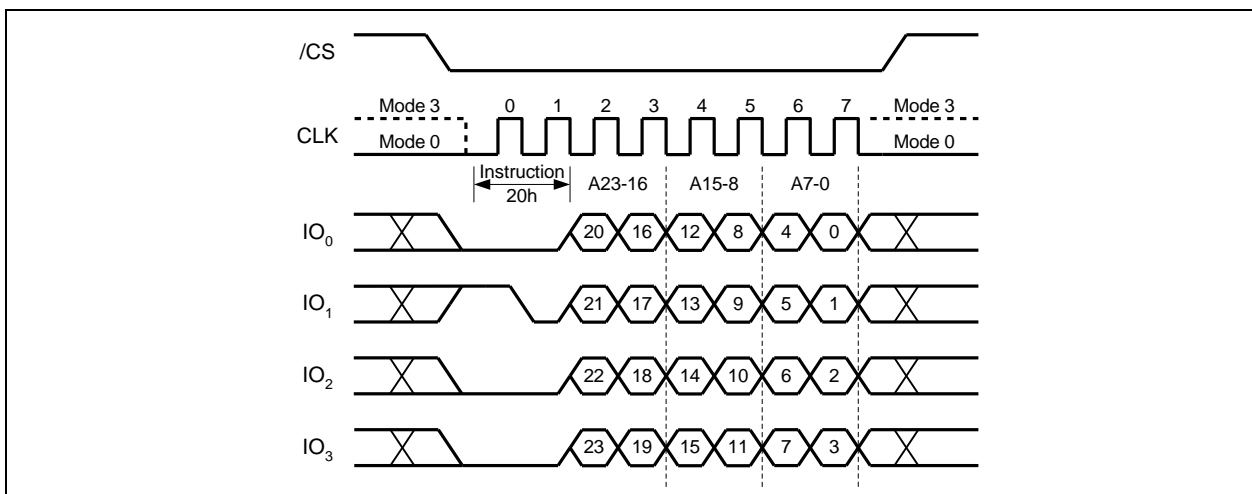 /CS
Mode 3 0 1 2 3 4 5 6 7 Mode 3
CLK
Mode 0 Mode 0
Instruction
A23-16 A15-8 A7-0
20h
IO0 20 16 12 8 4 0
IO1 21 17 13 9 5 1
IO2 22 18 14 10 6 2
IO3 23 19 15 11 7 3